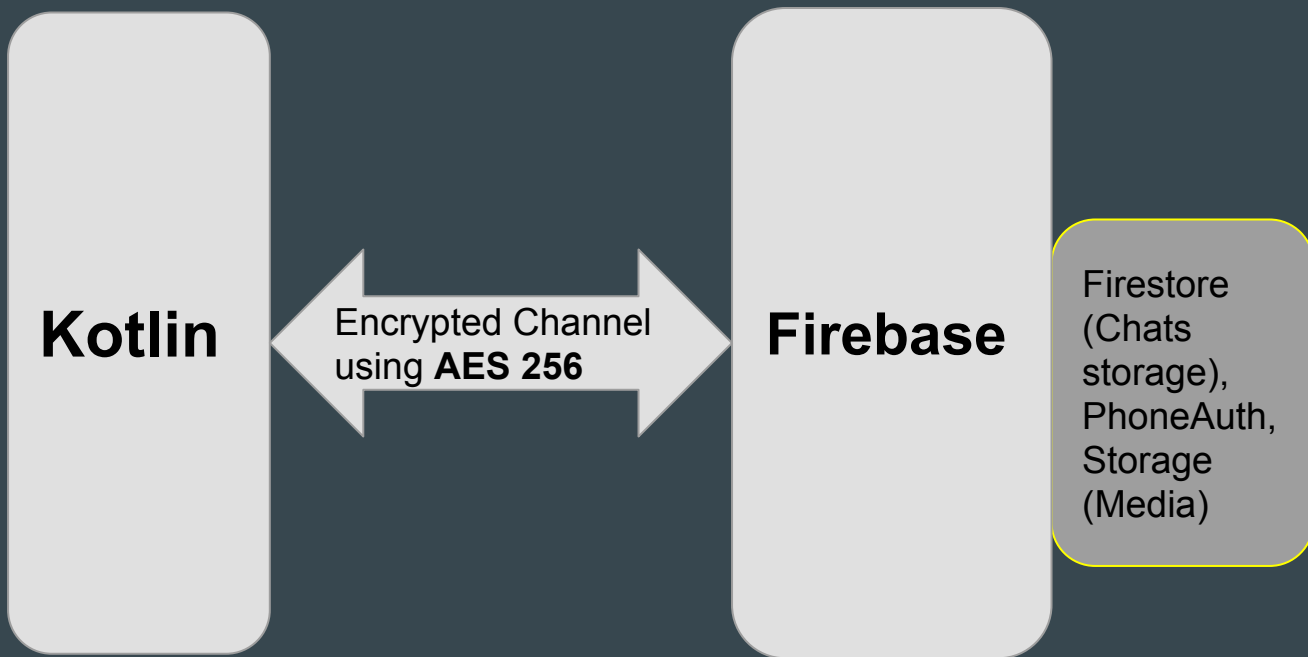 Kotlin
Encrypted Channel
using AES 256
Firebase
Firestore
(Chats
storage),
PhoneAuth,
Storage
(Media)